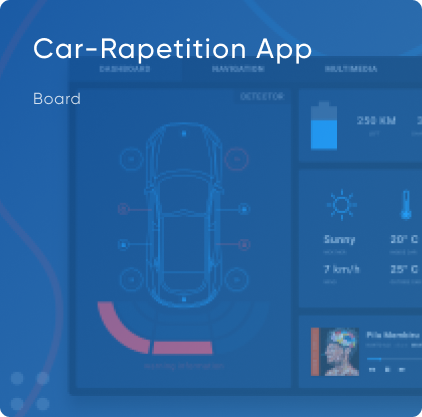 Car-Rapetition App
DASHBOARD NAVIGATION MULTIMEDIA
Board
DETECTOR
250 KM
Sunny 20° C
7 km/h 25° C